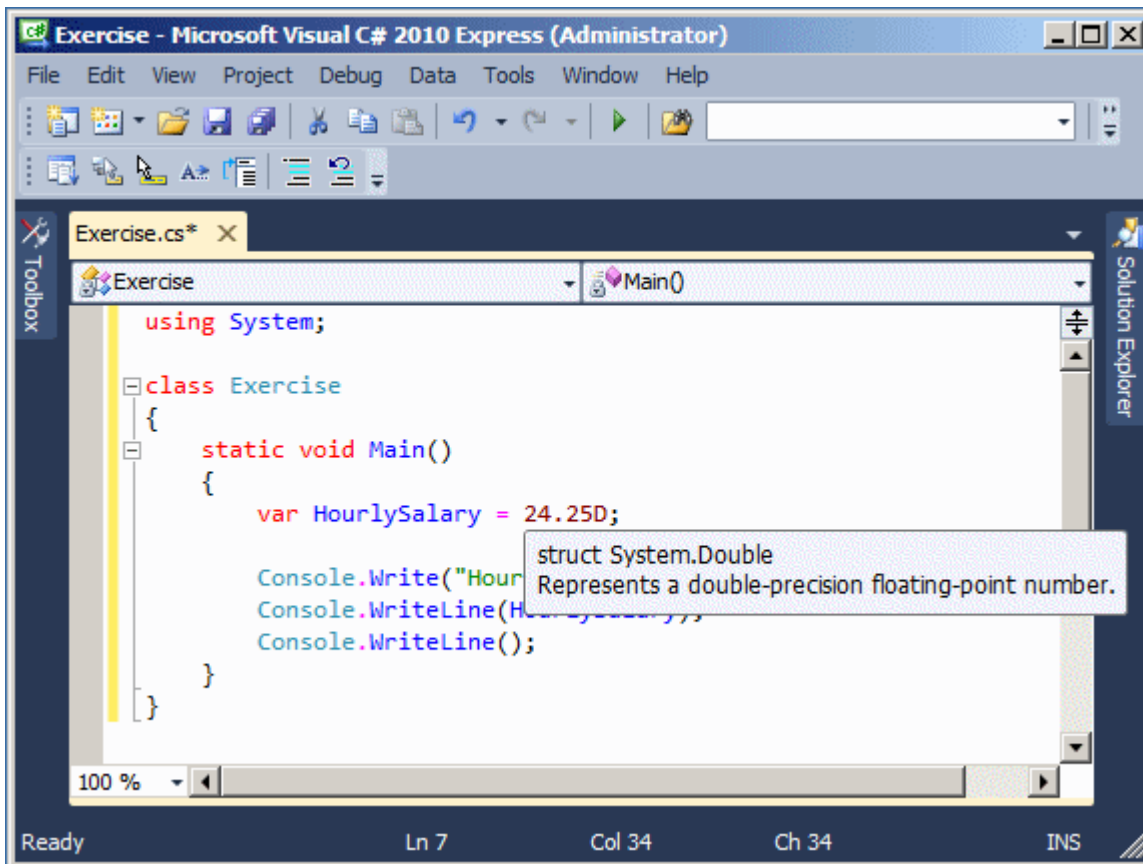 Exercise - Microsoft Visual C# 2010 Express (Administrator)
File Edit View Project Debug Data Tools Window Help
Toolbox
Exercise.cs*
Solution Explorer
Exercise Main()
using System;
class Exercise
{
static void Main()
{
var HourlySalary = 24.25D;
struct System.Double
Represents a double-precision floating-point number.
Console.Write("Hour
Console.WriteLine(HourlySalary);
Console.WriteLine();
}
}
100 %
Ready Ln 7 Col 34 Ch 34 INS